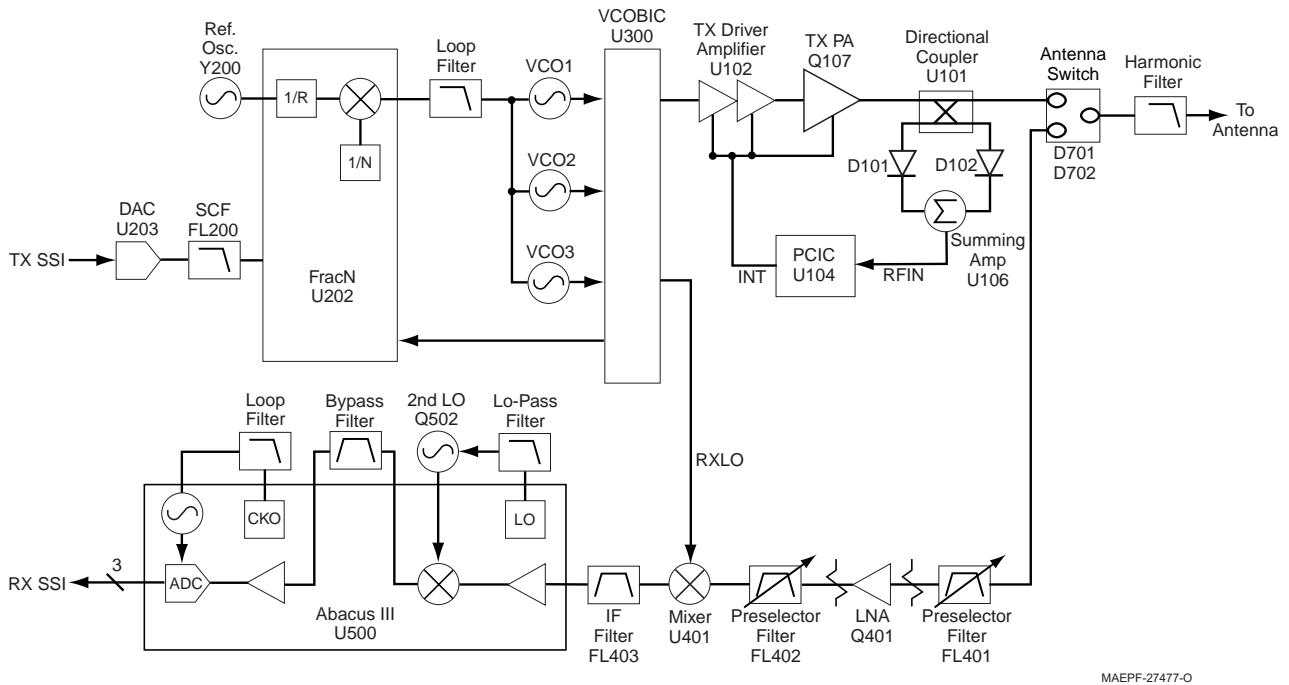 Ref.
Osc.
Y200
1/R
1/N
Loop
Filter
VCO1
VCO2
VCO3
VCOBIC
U300
TX Driver
Amplifier
U102
TX PA
Q107
Directional
Coupler
U101
Antenna
Switch
D701
D702
Harmonic
Filter
To
Antenna
D101
D102
Summing
Amp
U106
PCIC
U104
INT
RFIN
DAC
U203
SCF
FL200
TX SSI
FracN
U202
Loop
Filter
Bypass
Filter
2nd LO
Q502
Lo-Pass
Filter
RXLO
CKO
LO
3
RX SSI
ADC
Abacus III
U500
IF
Filter
FL403
Mixer
U401
Preselector
Filter
FL402
LNA
Q401
Preselector
Filter
FL401
MAEPF-27477-O